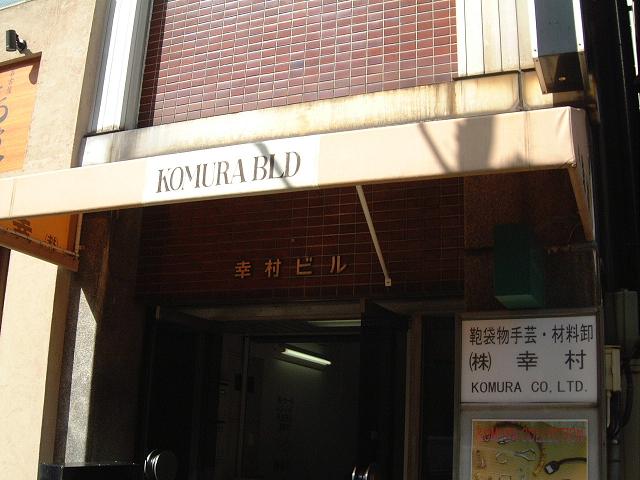 KOMURA BLD
幸村ビル
鞄袋物手芸・材料卸
(株) 幸村
KOMURA CO, LTD.
幸